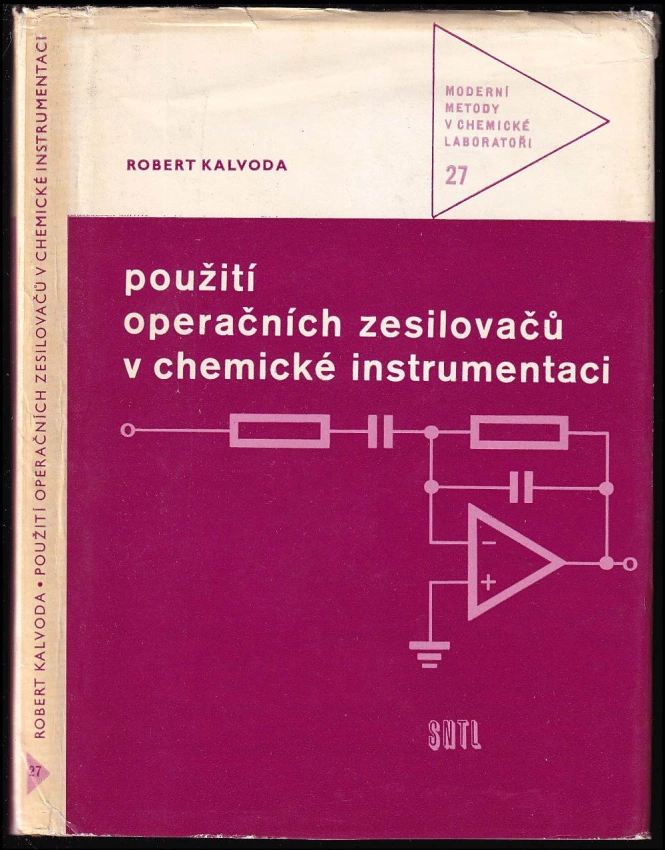 ROBERT KALVODA • POUŽITÍ OPERAČNÍCH ZESILOVAČŮ V CHEMICKÉ INSTRUMENTACI
27
MODERNÍ
METODY
V CHEMICKÉ
LABORATOŘI
27
ROBERT KALVODA
použití
operačních zesilovačů
v chemické instrumentaci
−
+
SNTL